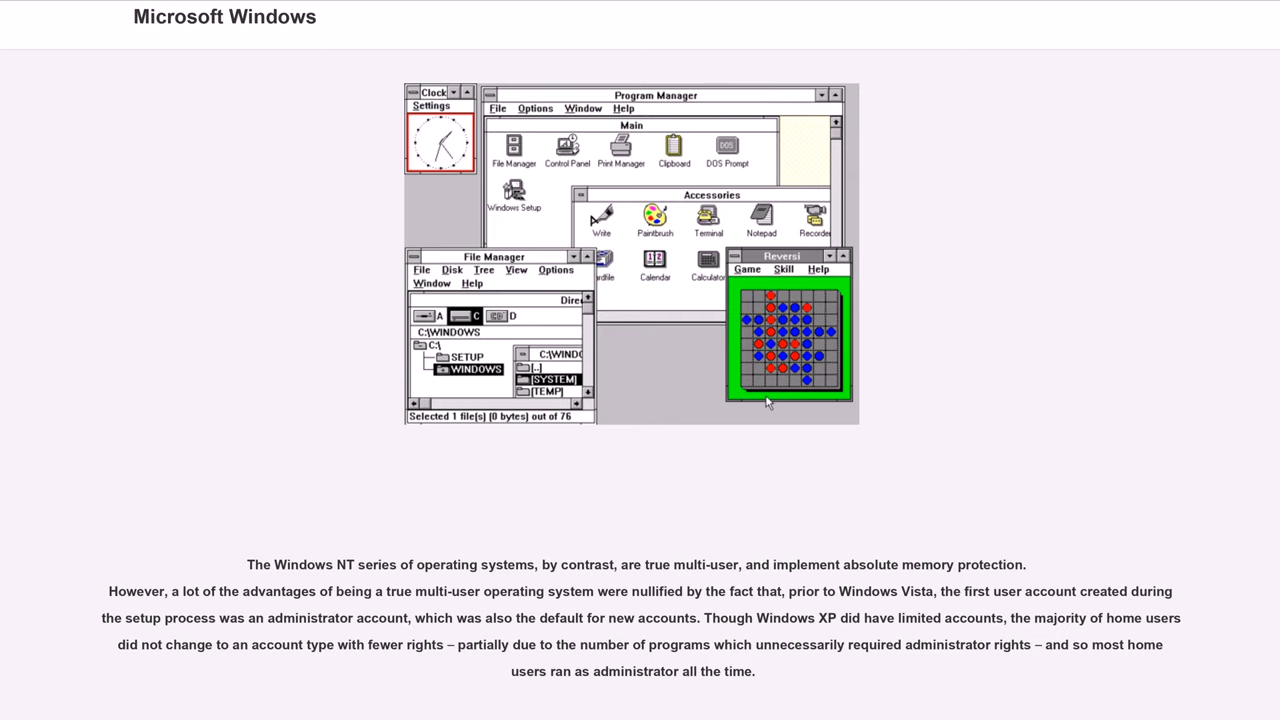 Microsoft Windows
Clock
Settings
Program Manager
File Options Window Help
Main
File Manager Control Panel Print Manager Clipboard DOS Prompt
Windows Setup
Accessories
Write Paintbrush Terminal Notepad Recorder
Calendar
File Manager
File Disk Tree View Options
Window Help
A C D
C:\WINDOWS
C:\
SETUP
WINDOWS
[..]
[SYSTEM]
[TEMP]
Selected 1 file(s) (0 bytes) out of 76
Reversi
Game Skill Help
The Windows NT series of operating systems, by contrast, are true multi-user, and implement absolute memory protection.
However, a lot of the advantages of being a true multi-user operating system were nullified by the fact that, prior to Windows Vista, the first user account created during
the setup process was an administrator account, which was also the default for new accounts. Though Windows XP did have limited accounts, the majority of home users
did not change to an account type with fewer rights – partially due to the number of programs which unnecessarily required administrator rights – and so most home
users ran as administrator all the time.